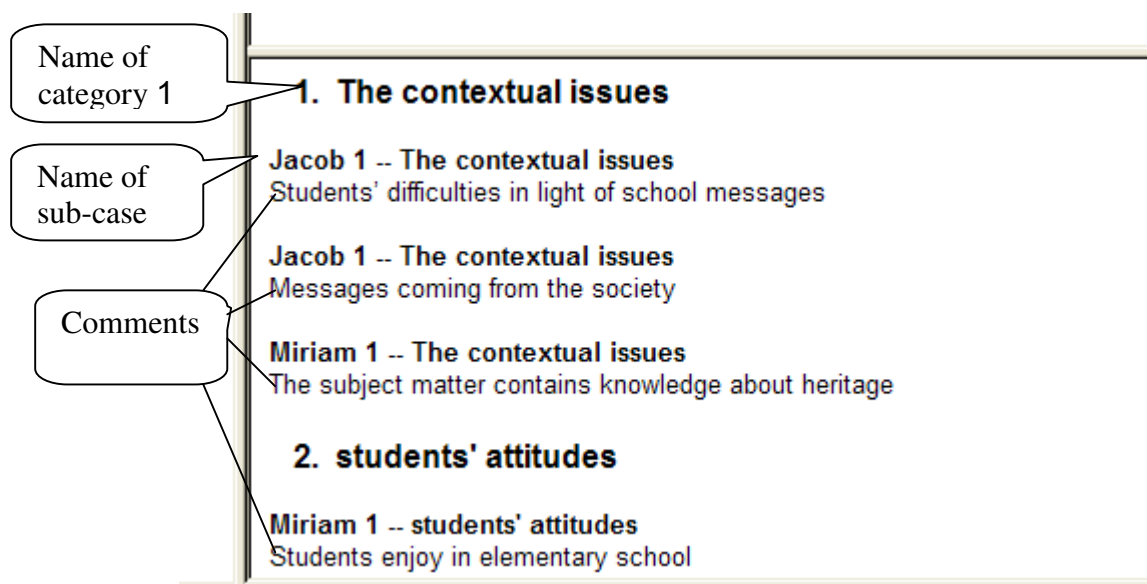 Name of
category 1
1. The contextual issues
Name of
sub-case
Jacob 1 -- The contextual issues
Students' difficulties in light of school messages
Jacob 1 -- The contextual issues
Messages coming from the society
Comments
Miriam 1 -- The contextual issues
The subject matter contains knowledge about heritage
2. students' attitudes
Miriam 1 -- students' attitudes
Students enjoy in elementary school